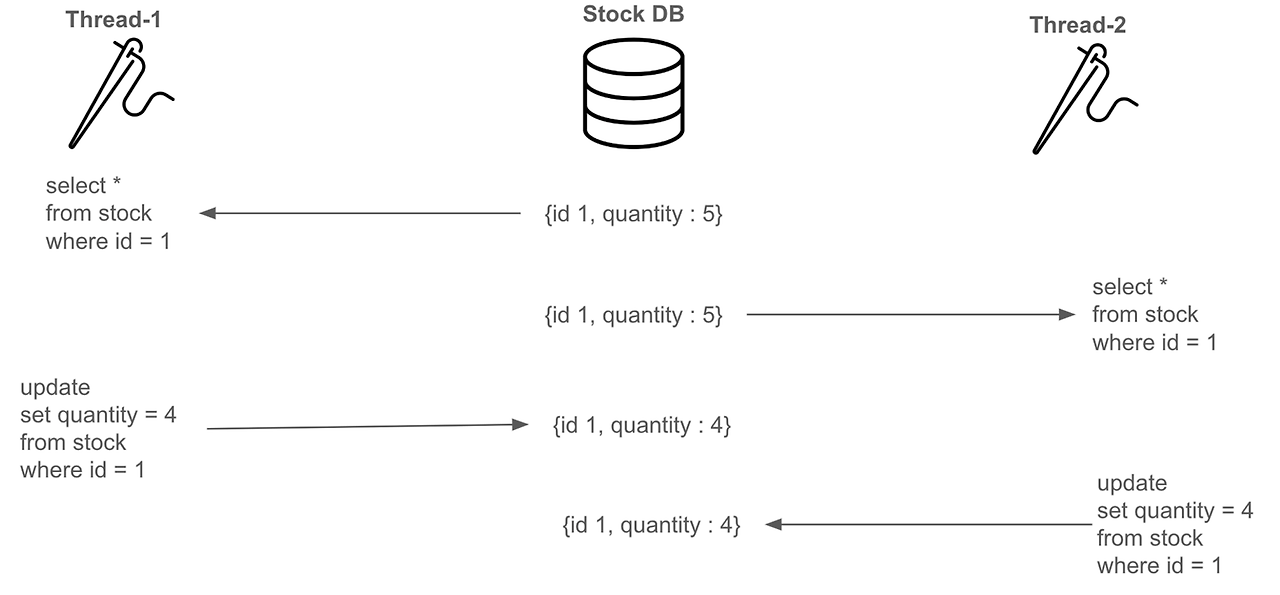 Thread-1
Stock DB
Thread-2
select *
from stock
where id = 1
{id 1, quantity : 5}
{id 1, quantity : 5}
select *
from stock
where id = 1
update
set quantity = 4
from stock
where id = 1
{id 1, quantity : 4}
{id 1, quantity : 4}
update
set quantity = 4
from stock
where id = 1